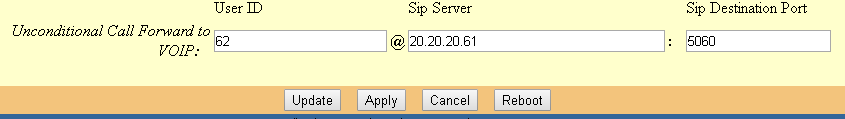 User ID Sip Server Sip Destination Port
Unconditional Call Forward to
VOIP: 62 @ 20.20.20.61 : 5060
Update Apply Cancel Reboot